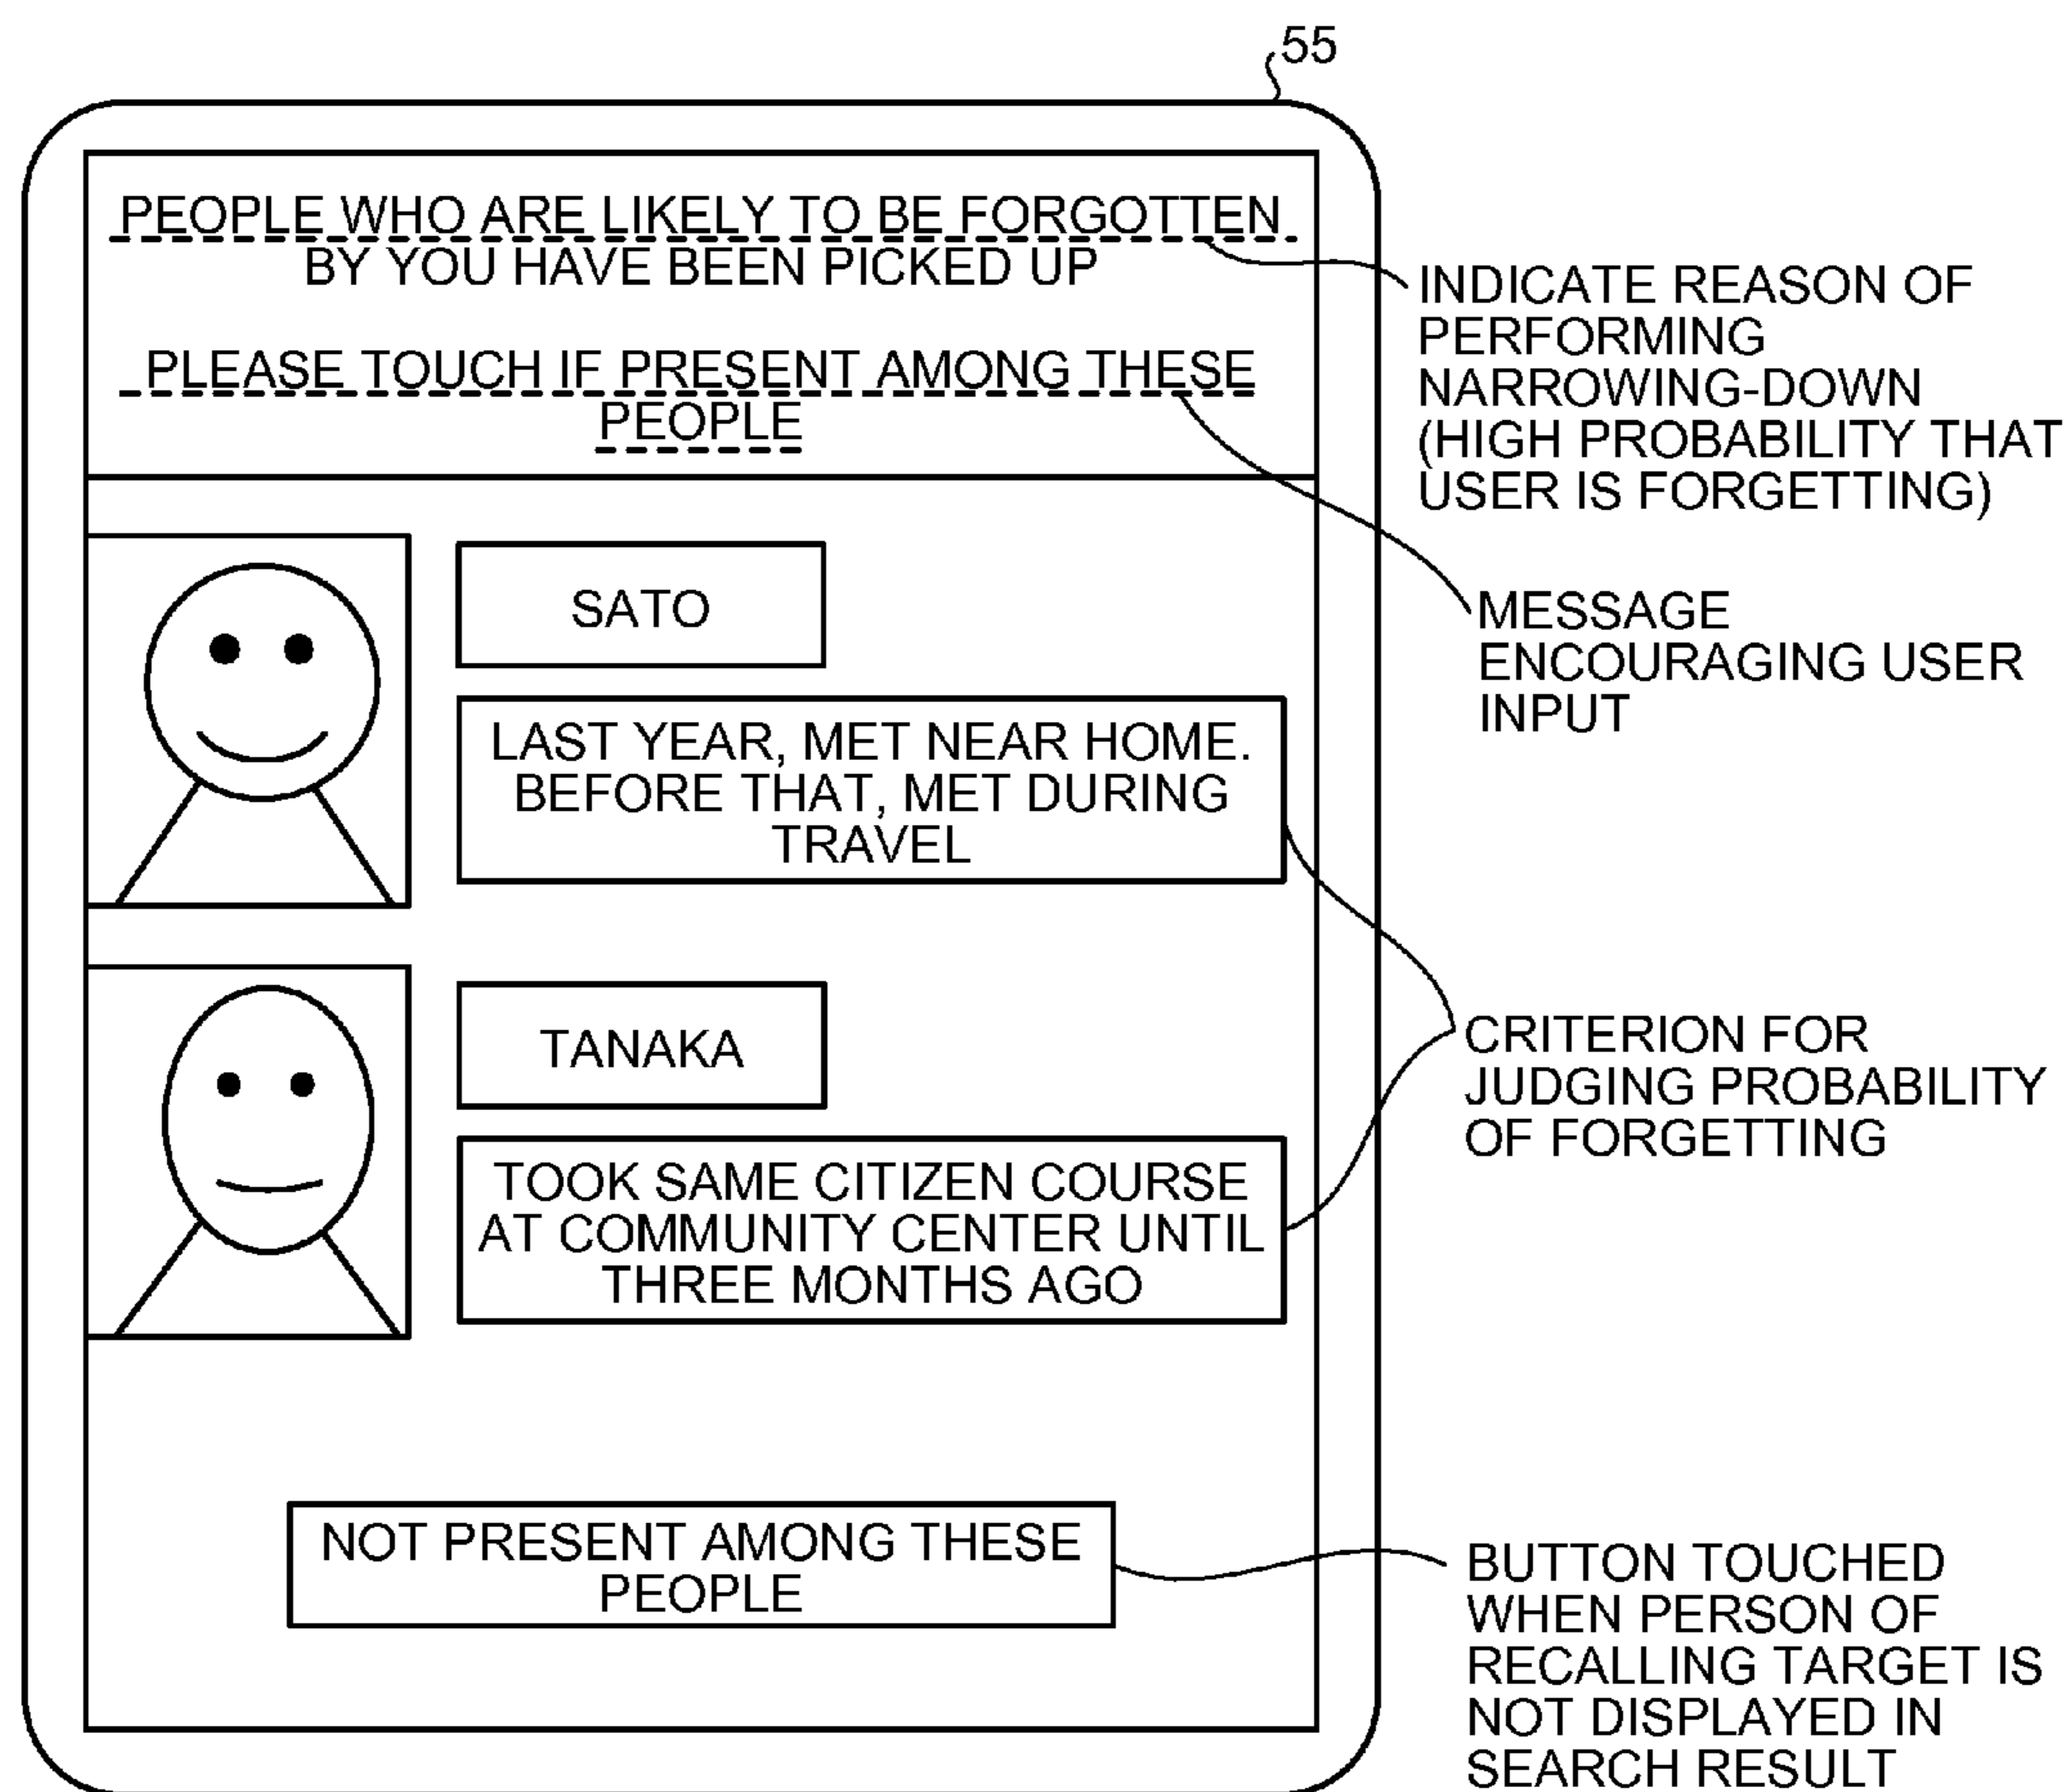 55
PEOPLE WHO ARE LIKELY TO BE FORGOTTEN
BY YOU HAVE BEEN PICKED UP
PLEASE TOUCH IF PRESENT AMONG THESE
PEOPLE
INDICATE REASON OF
PERFORMING
NARROWING-DOWN
(HIGH PROBABILITY THAT
USER IS FORGETTING)
MESSAGE
ENCOURAGING USER
INPUT
SATO
LAST YEAR, MET NEAR HOME.
BEFORE THAT, MET DURING
TRAVEL
TANAKA
TOOK SAME CITIZEN COURSE
AT COMMUNITY CENTER UNTIL
THREE MONTHS AGO
CRITERION FOR
JUDGING PROBABILITY
OF FORGETTING
NOT PRESENT AMONG THESE
PEOPLE
BUTTON TOUCHED
WHEN PERSON OF
RECALLING TARGET IS
NOT DISPLAYED IN
SEARCH RESULT